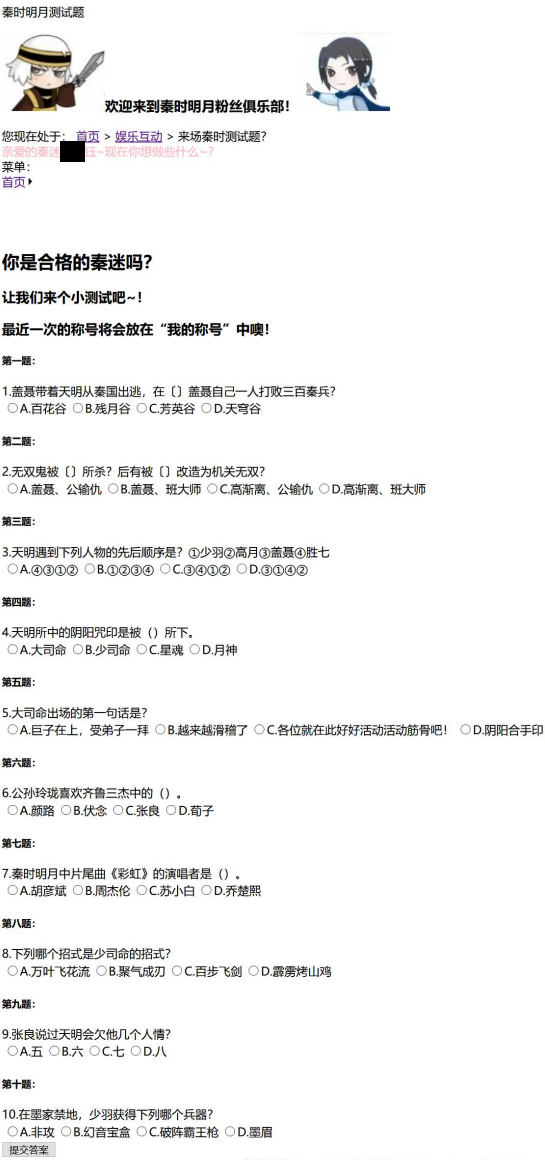 秦时明月测试题
欢迎来到秦时明月粉丝俱乐部！
您现在处于： 首页 > 娱乐互动 > 来场秦时测试题？
亲爱的秦迷 珏~现在你想做些什么~？
菜单：
首页
你是合格的秦迷吗？
让我们来个小测试吧~！
最近一次的称号将会放在“我的称号”中噢！
第一题：
1.盖聂带着天明从秦国出逃，在〔〕盖聂自己一人打败三百秦兵？
A.百花谷 B.残月谷 C.芳英谷 D.天穹谷
第二题：
2.无双鬼被〔〕所杀？后有被〔〕改造为机关无双？
A.盖聂、公输仇 B.盖聂、班大师 C.高渐离、公输仇 D.高渐离、班大师
第三题：
3.天明遇到下列人物的先后顺序是？①少羽②高月③盖聂④胜七
A.④③①② B.①②③④ C.③④①② D.③①④②
第四题：
4.天明所中的阴阳咒印是被（）所下。
A.大司命 B.少司命 C.星魂 D.月神
第五题：
5.大司命出场的第一句话是？
A.巨子在上，受弟子一拜 B.越来越滑稽了 C.各位就在此好好活动活动筋骨吧！ D.阴阳合手印
第六题：
6.公孙玲珑喜欢齐鲁三杰中的（）。
A.颜路 B.伏念 C.张良 D.荀子
第七题：
7.秦时明月中片尾曲《彩虹》的演唱者是（）。
A.胡彦斌 B.周杰伦 C.苏小白 D.乔楚熙
第八题：
8.下列哪个招式是少司命的招式？
A.万叶飞花流 B.聚气成刃 C.百步飞剑 D.霹雳烤山鸡
第九题：
9.张良说过天明会欠他几个人情？
A.五 B.六 C.七 D.八
第十题：
10.在墨家禁地，少羽获得下列哪个兵器？
A.非攻 B.幻音宝盒 C.破阵霸王枪 D.墨眉
提交答案